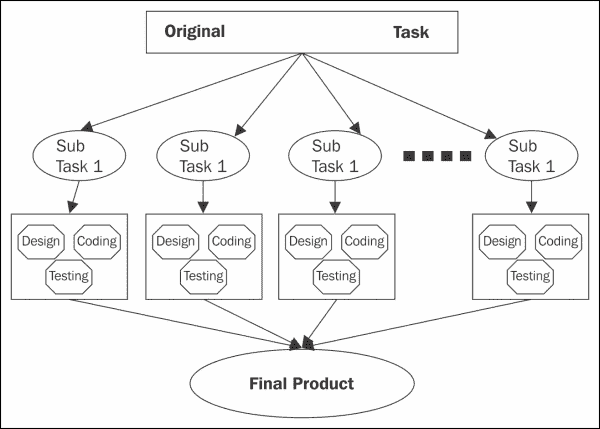 Original Task
Sub Sub Sub Sub
Task 1 Task 1 Task 1 Task 1
Design Coding Design Coding Design Coding Design Coding
Testing Testing Testing Testing
Final Product